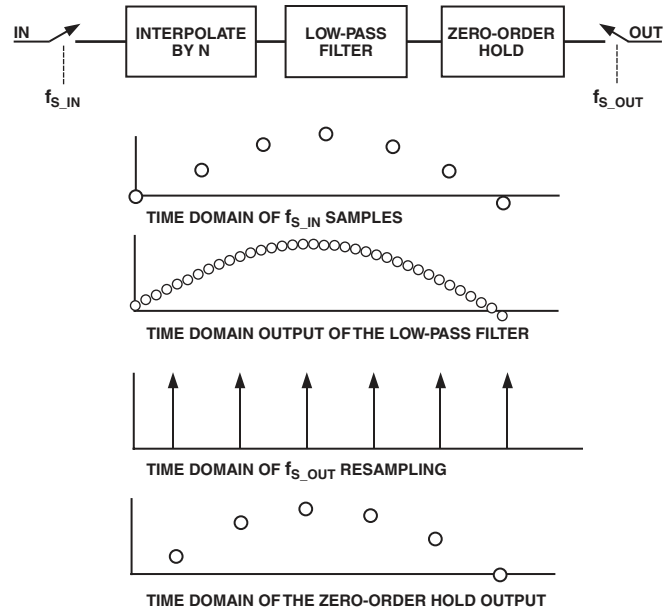 IN
INTERPOLATE
BY N
LOW-PASS
FILTER
ZERO-ORDER
HOLD
OUT
fS_IN
fS_OUT
TIME DOMAIN OF fS_IN SAMPLES
TIME DOMAIN OUTPUT OF THE LOW-PASS FILTER
TIME DOMAIN OF fS_OUT RESAMPLING
TIME DOMAIN OF THE ZERO-ORDER HOLD OUTPUT